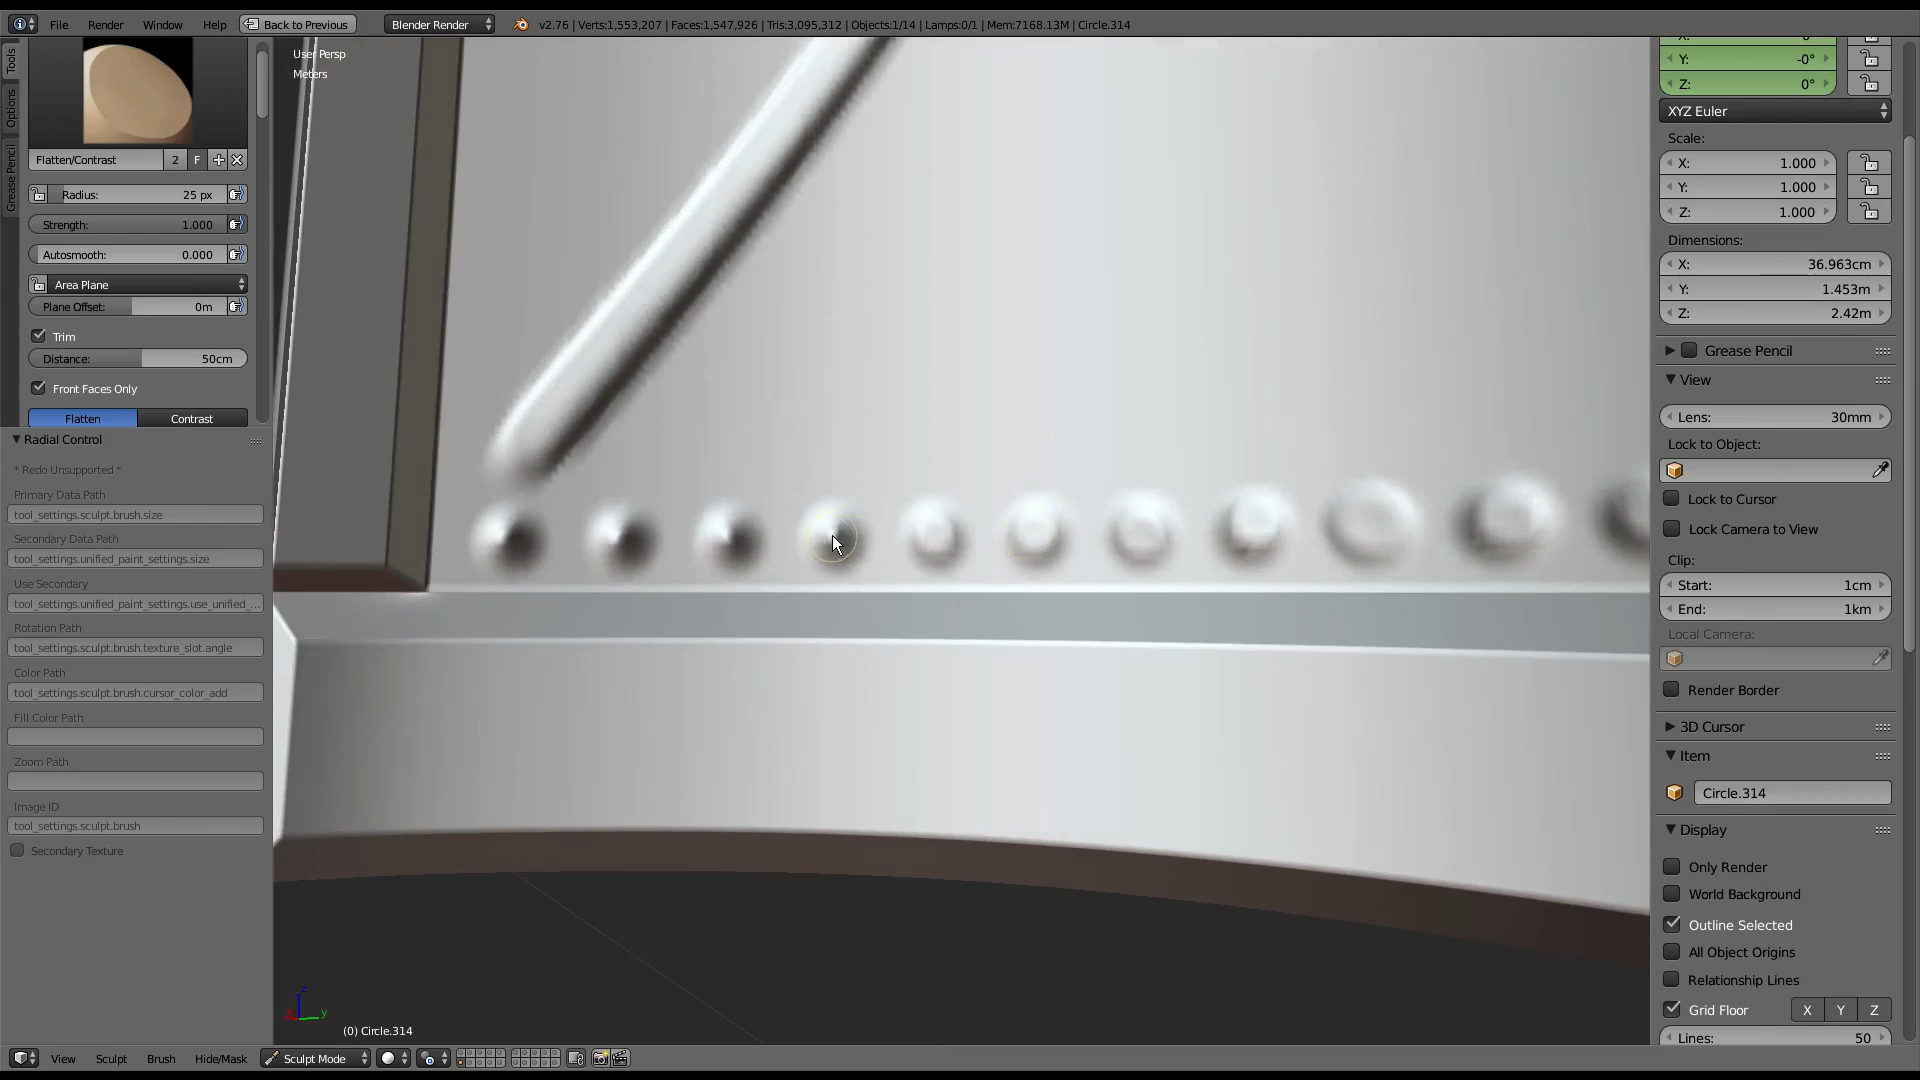 File Render Window Help Back to Previous Blender Render v2.76 | Verts:1,553,207 | Faces:1,547,926 | Tris:3,095,312 | Objects:1/14 | Lamps:0/1 | Mem:7168.13M | Circle.314
Tools
Options
Grease Pencil
Flatten/Contrast 2 F
Radius: 25 px
Strength: 1.000
Autosmooth: 0.000
Area Plane
Plane Offset: 0m
Trim
Distance: 50cm
Front Faces Only
Flatten Contrast
Radial Control
* Redo Unsupported *
Primary Data Path
tool_settings.sculpt.brush.size
Secondary Data Path
tool_settings.unified_paint_settings.size
Use Secondary
tool_settings.unified_paint_settings.use_unified_...
Rotation Path
tool_settings.sculpt.brush.texture_slot.angle
Color Path
tool_settings.sculpt.brush.cursor_color_add
Fill Color Path
Zoom Path
Image ID
tool_settings.sculpt.brush
Secondary Texture
User Persp
Meters
z
x y
(0) Circle.314
Y: -0°
Z: 0°
XYZ Euler
Scale:
X: 1.000
Y: 1.000
Z: 1.000
Dimensions:
X: 36.963cm
Y: 1.453m
Z: 2.42m
Grease Pencil
View
Lens: 30mm
Lock to Object:
Lock to Cursor
Lock Camera to View
Clip:
Start: 1cm
End: 1km
Local Camera:
Render Border
3D Cursor
Item
Circle.314
Display
Only Render
World Background
Outline Selected
All Object Origins
Relationship Lines
Grid Floor X Y Z
Lines: 50
View Sculpt Brush Hide/Mask Sculpt Mode